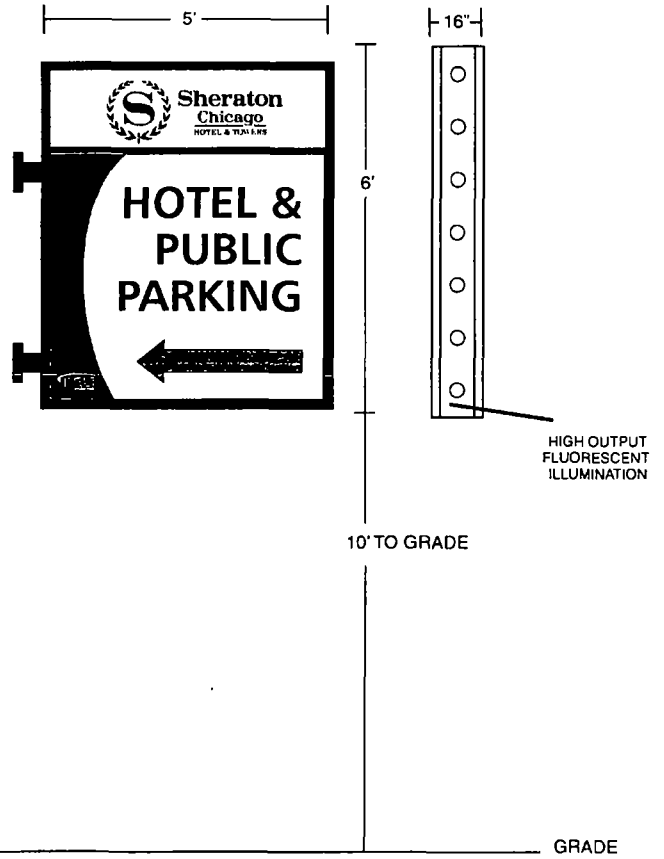 5'
16"
S
Sheraton
Chicago
HOTEL & TOWERS
6'
HOTEL &
PUBLIC
PARKING
HIGH OUTPUT
FLUORESCENT
ILLUMINATION
10' TO GRADE
GRADE